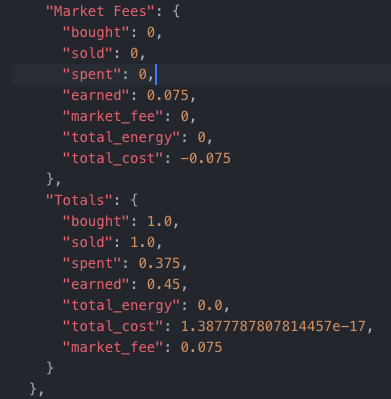 "Market Fees": {
"bought": 0,
"sold": 0,
"spent": 0,
"earned": 0.075,
"market_fee": 0,
"total_energy": 0,
"total_cost": -0.075
},
"Totals": {
"bought": 1.0,
"sold": 1.0,
"spent": 0.375,
"earned": 0.45,
"total_energy": 0.0,
"total_cost": 1.3877787807814457e-17,
"market_fee": 0.075
}
},